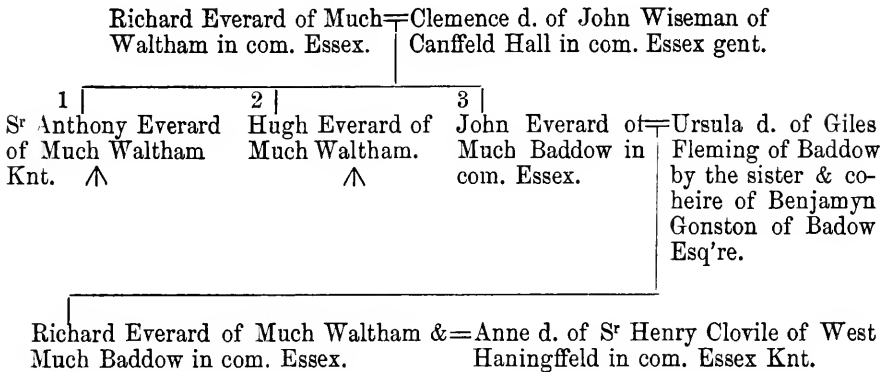 Richard Everard of Much=Clemence d. of John Wiseman of
Waltham in com. Essex. Canffeld Hall in com. Essex gent.
1 2 3
Sr Anthony Everard Hugh Everard of John Everard of=Ursula d. of Giles
of Much Waltham Much Waltham. Much Baddow in Fleming of Baddow
Knt. com. Essex. by the sister & co-
heire of Benjamyn
Gonston of Badow
Esq're.
Richard Everard of Much Waltham &=Anne d. of Sr Henry Clovile of West
Much Baddow in com. Essex. Haningffeld in com. Essex Knt.